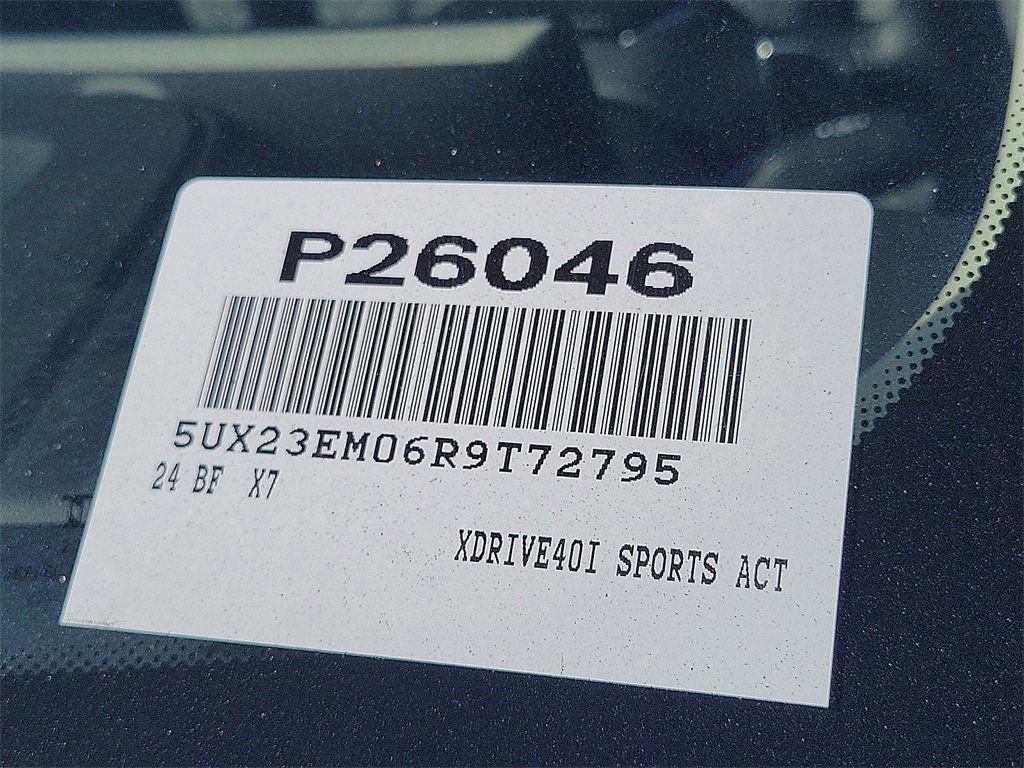 P26046
5UX23EM06R9T72795
24 BF X7
XDRIVE40I SPORTS ACT